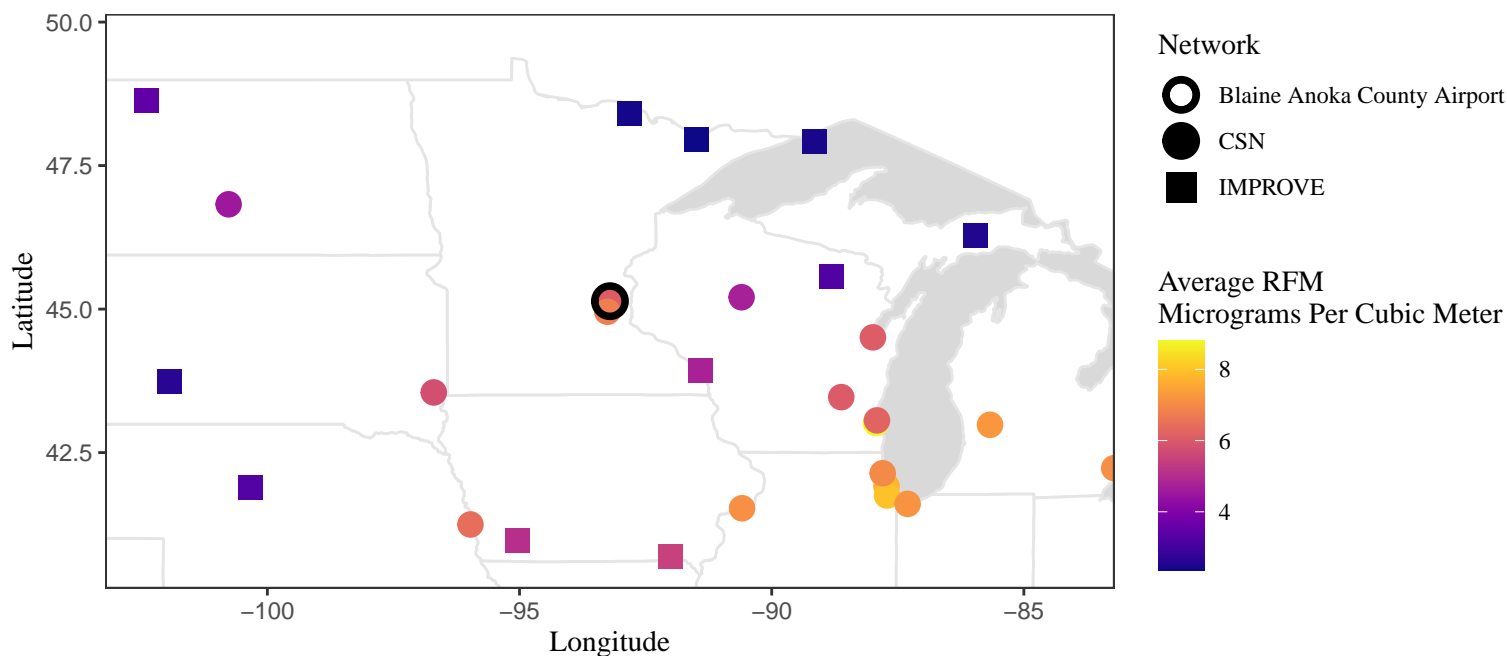 50.0
47.5
45.0
42.5
Latitude
−100
−95
−90
−85
Longitude
Network
Blaine Anoka County Airport
CSN
IMPROVE
Average RFM
Micrograms Per Cubic Meter
8
6
4